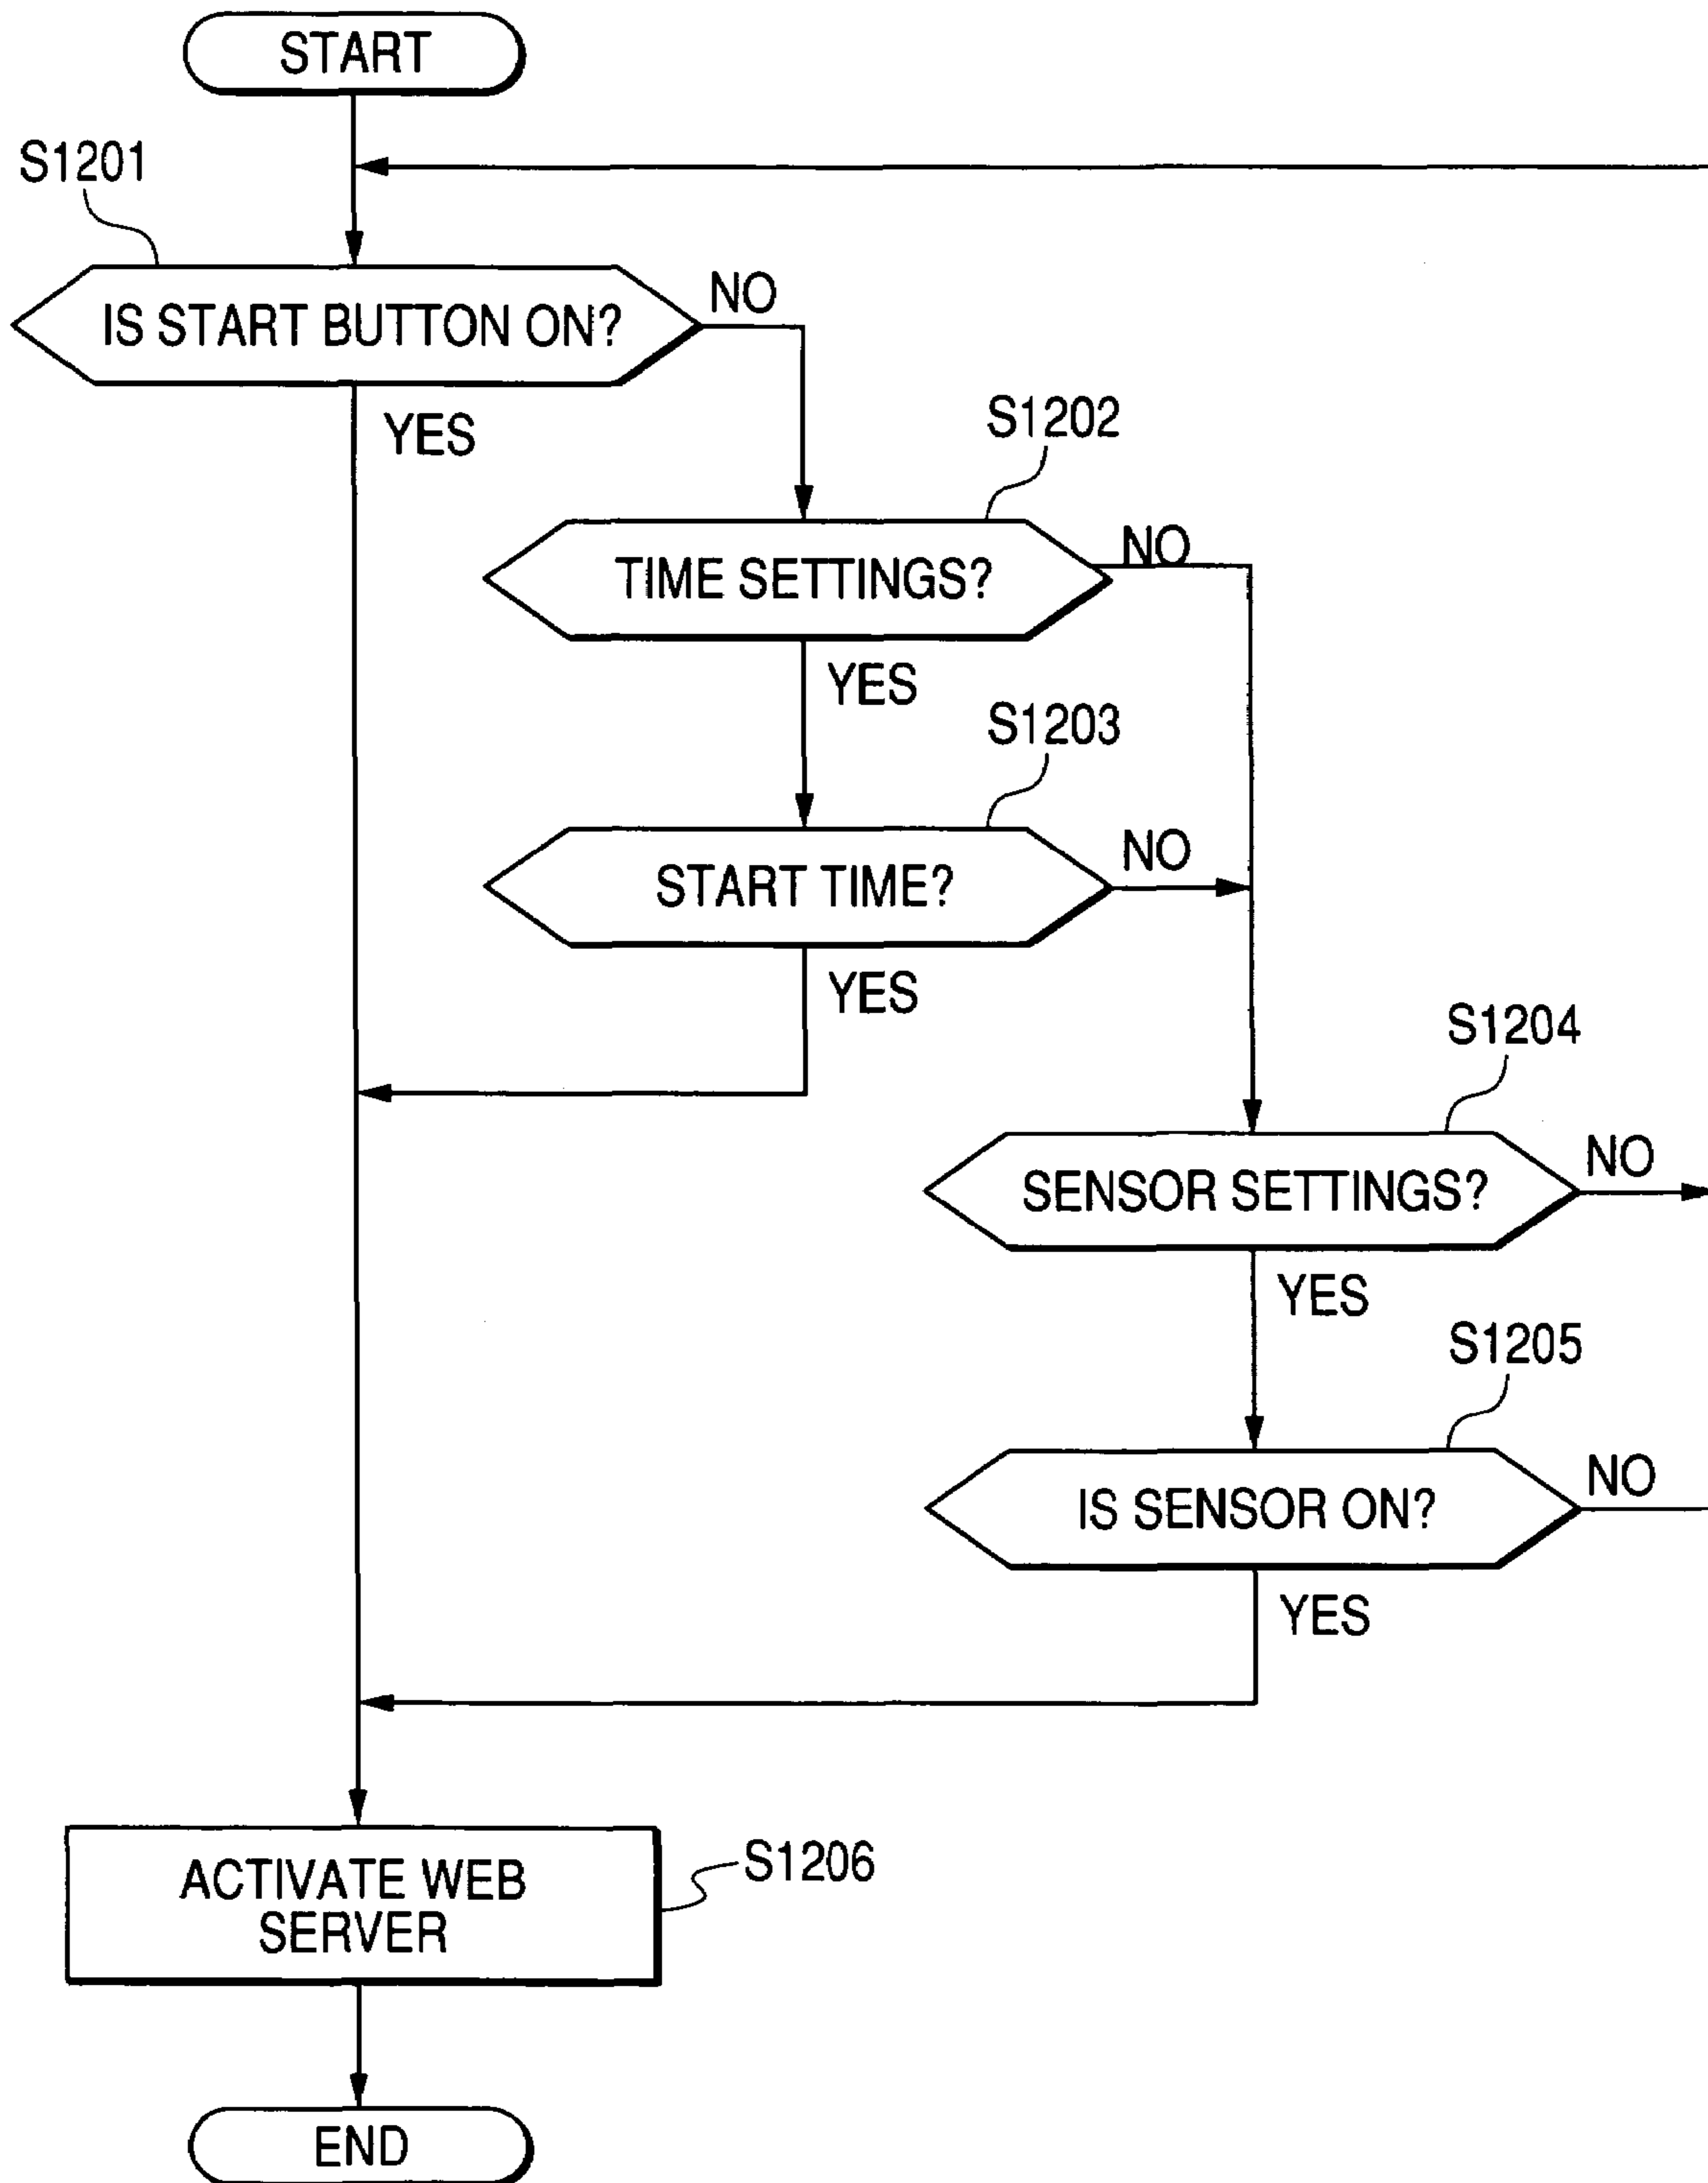 START
S1201
IS START BUTTON ON?
NO
YES
S1202
TIME SETTINGS?
NO
YES
S1203
START TIME?
NO
YES
S1204
SENSOR SETTINGS?
NO
YES
S1205
IS SENSOR ON?
NO
YES
ACTIVATE WEB
SERVER
S1206
END